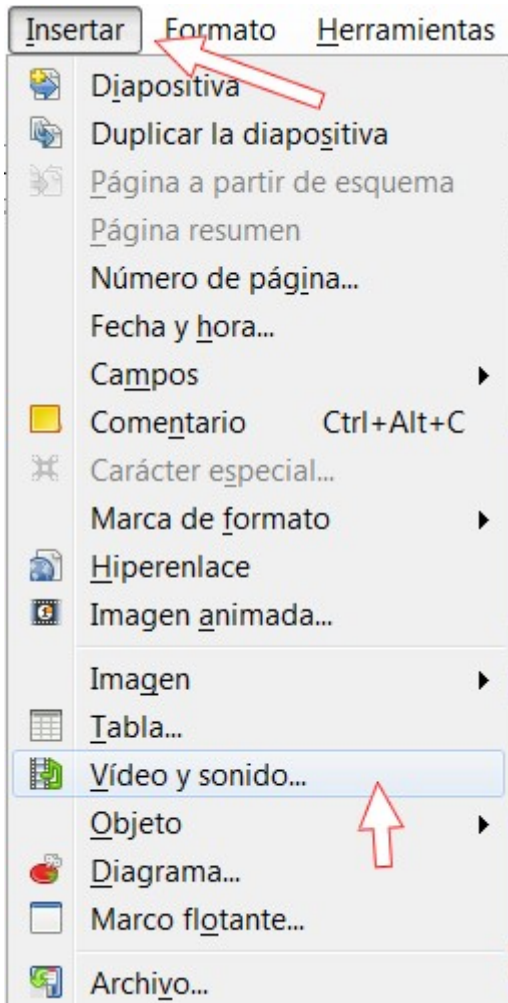 Insertar Formato Herramientas
Diapositiva
Duplicar la diapositiva
Página a partir de esquema
Página resumen
Número de página...
Fecha y hora...
Campos
Comentario Ctrl+Alt+C
Carácter especial...
Marca de formato
Hiperenlace
Imagen animada...
Imagen
Tabla...
Vídeo y sonido...
Objeto
Diagrama...
Marco flotante...
Archivo...